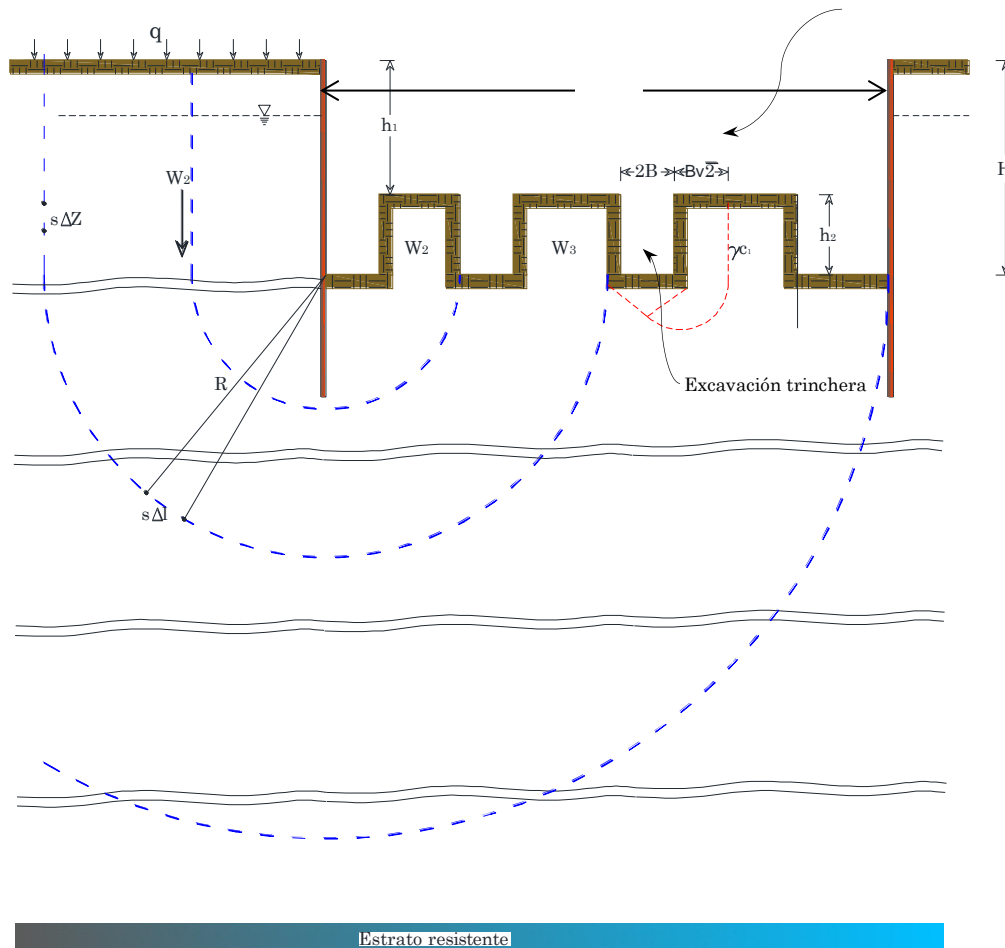 q
h₁
H
W₂
2B
Bv2̅
sΔZ
W₂
W₃
γc₁
h₂
R
Excavación trinchera
sΔl
Estrato resistente